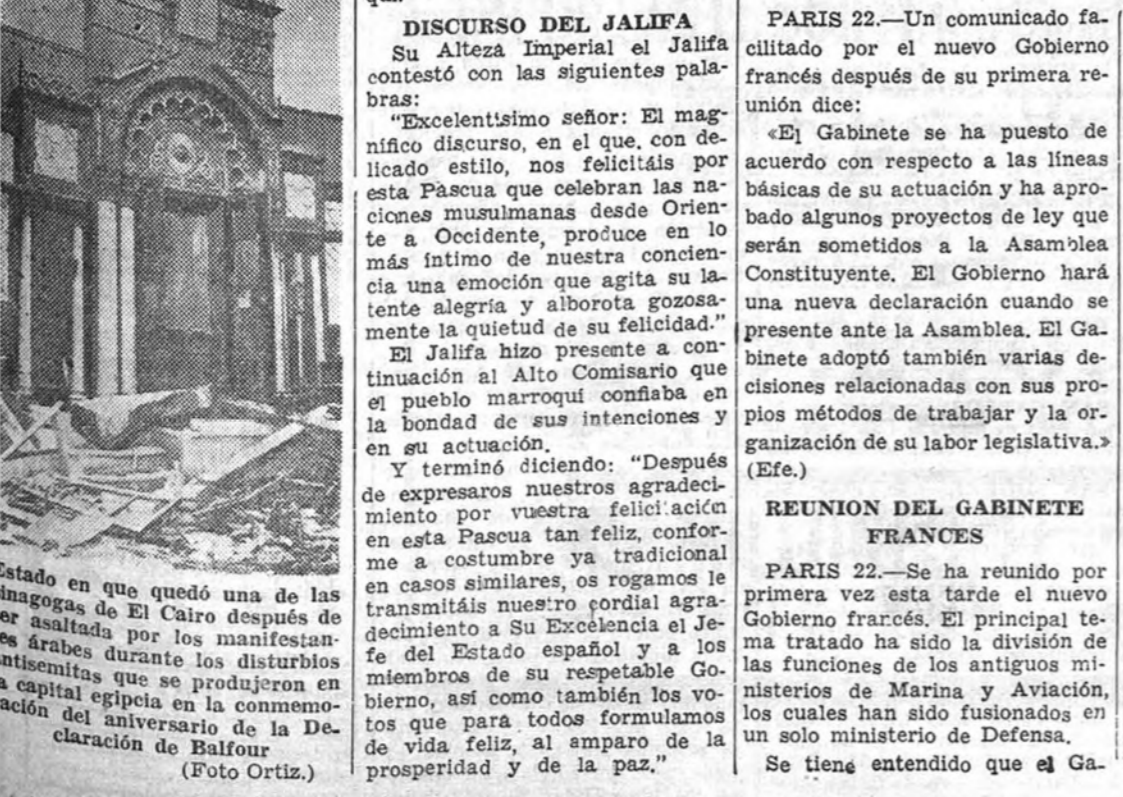 Estado en que quedó una de las
sinagogas de El Cairo después de
ser asaltada por los manifestan-
es árabes durante los disturbios
antisemitas que se produjeron en
a capital egipcia en la conmemo-
ración del aniversario de la De-
claración de Balfour
(Foto Ortiz.)
DISCURSO DEL JALIFA
Su Alteza Imperial el Jalifa
contestó con las siguientes pala-
bras:
"Excelentísimo señor: El mag-
nífico discurso, en el que, con de-
licado estilo, nos felicitáis por
esta Pascua que celebran las na-
ciones musulmanas desde Orien-
te a Occidente, produce en lo
más íntimo de nuestra concien-
cia una emoción que agita su la-
tente alegría y alborota gozosa-
mente la quietud de su felicidad."
El Jalifa hizo presente a con-
tinuación al Alto Comisario que
el pueblo marroquí confiaba en
la bondad de sus intenciones y
en su actuación.
Y terminó diciendo: "Después
de expresaros nuestros agradeci-
miento por vuestra felicitación
en esta Pascua tan feliz, confor-
me a costumbre ya tradicional
en casos similares, os rogamos le
transmitáis nuestro cordial agra-
decimiento a Su Excelencia el Je-
fe del Estado español y a los
miembros de su respetable Go-
bierno, así como también los vo-
tos que para todos formulamos
de vida feliz, al amparo de la
prosperidad y de la paz."
PARIS 22.—Un comunicado fa-
cilitado por el nuevo Gobierno
francés después de su primera re-
unión dice:
«El Gabinete se ha puesto de
acuerdo con respecto a las líneas
básicas de su actuación y ha apro-
bado algunos proyectos de ley que
serán sometidos a la Asamblea
Constituyente. El Gobierno hará
una nueva declaración cuando se
presente ante la Asamblea. El Ga-
binete adoptó también varias de-
cisiones relacionadas con sus pro-
pios métodos de trabajar y la or-
ganización de su labor legislativa.»
(Efe.)
REUNION DEL GABINETE
FRANCES
PARIS 22.—Se ha reunido por
primera vez esta tarde el nuevo
Gobierno francés. El principal te-
ma tratado ha sido la división de
las funciones de los antiguos mi-
nisterios de Marina y Aviación,
los cuales han sido fusionados en
un solo ministerio de Defensa.
Se tiene entendido que el Ga-